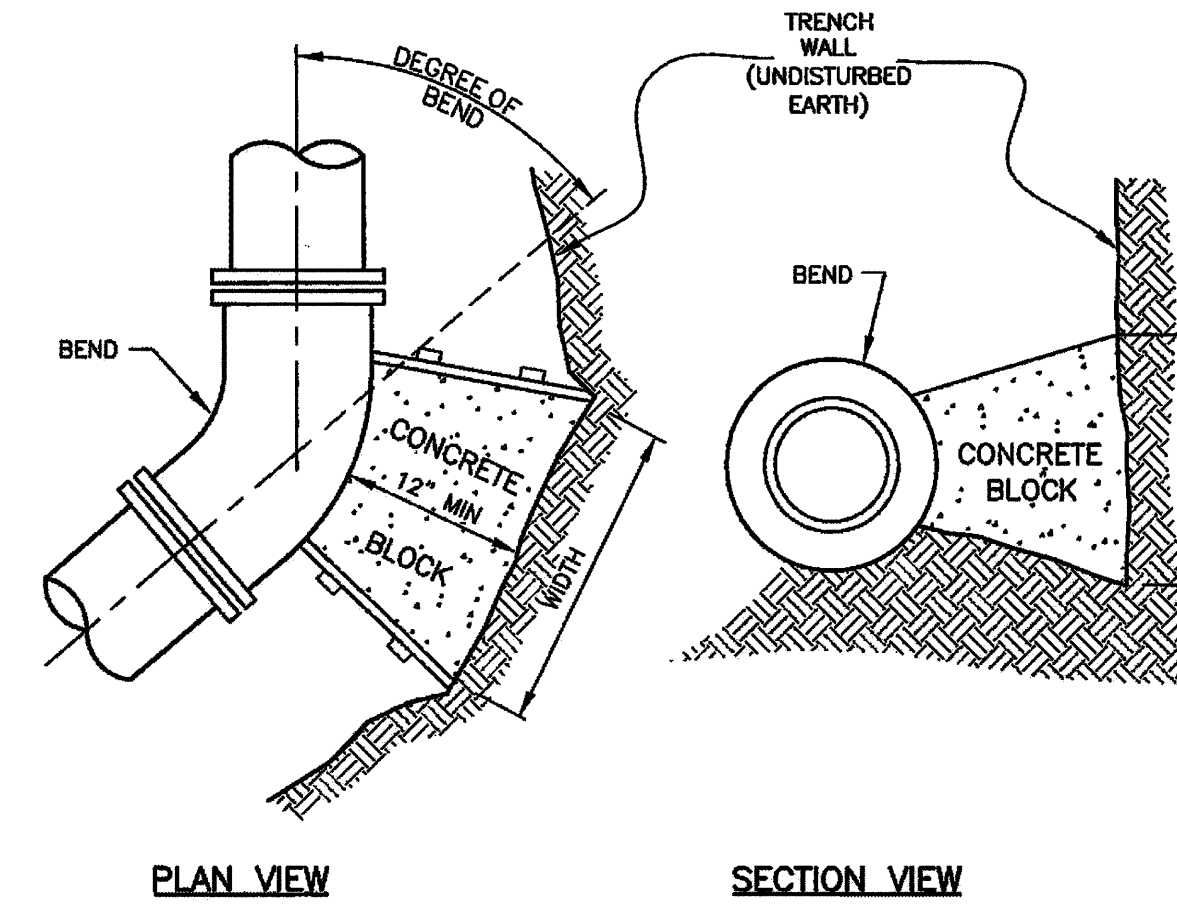 DEGREE OF
BEND
TRENCH
WALL
(UNDISTURBED
EARTH)
BEND
BEND
CONCRETE
12" MIN
BLOCK
WIDTH
CONCRETE
BLOCK
PLAN VIEW
SECTION VIEW